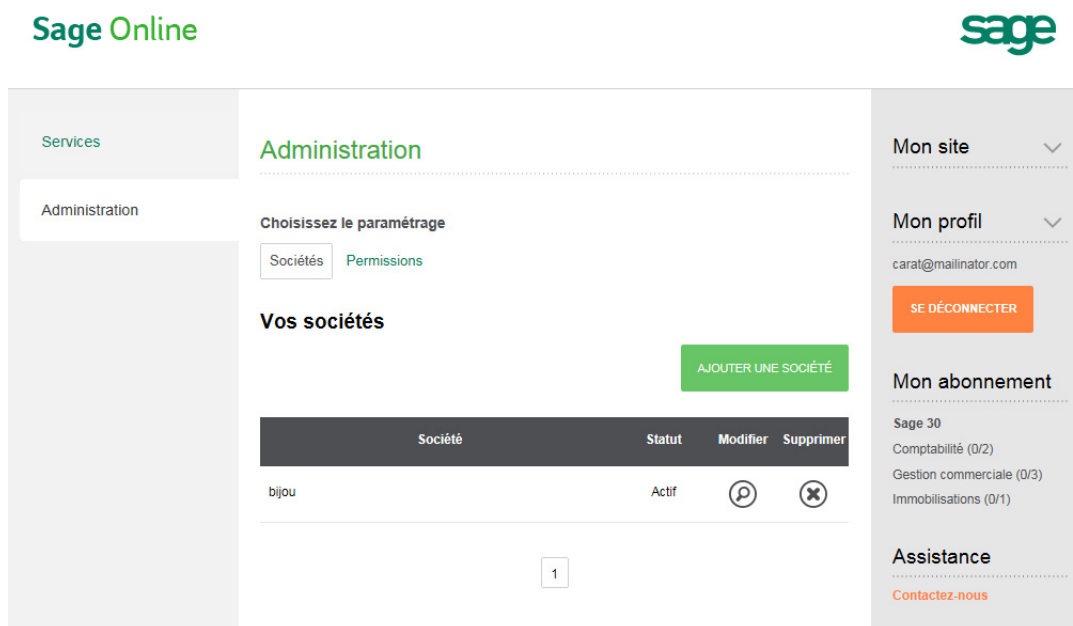 Sage Online
sage
Services
Administration
Administration
Choisissez le paramétrage
Sociétés Permissions
Vos sociétés
AJOUTER UNE SOCIÉTÉ
Société Statut Modifier Supprimer
bijou Actif
1
Mon site
Mon profil
carat@mailinator.com
SE DÉCONNECTER
Mon abonnement
Sage 30
Comptabilité (0/2)
Gestion commerciale (0/3)
Immobilisations (0/1)
Assistance
Contactez-nous